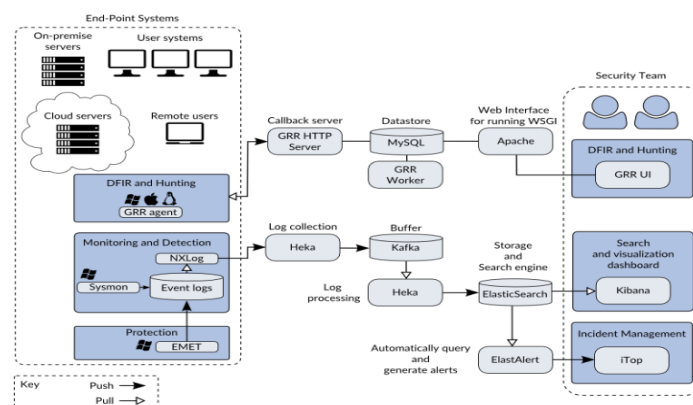 End-Point Systems
On-premise
servers
User systems
Cloud servers
Remote users
DFIR and Hunting
GRR agent
Monitoring and Detection
NXLog
Sysmon
Event logs
Protection
EMET
Key
Push
Pull
Callback server
GRR HTTP
Server
Datastore
MySQL
GRR
Worker
Web Interface
for running WSGI
Apache
Log collection
Heka
Buffer
Kafka
Log
processing
Heka
Storage
and
Search engine
ElasticSearch
Automatically query
and
generate alerts
ElastAlert
Security Team
DFIR and Hunting
GRR UI
Search
and visualization
dashboard
Kibana
Incident Management
iTop